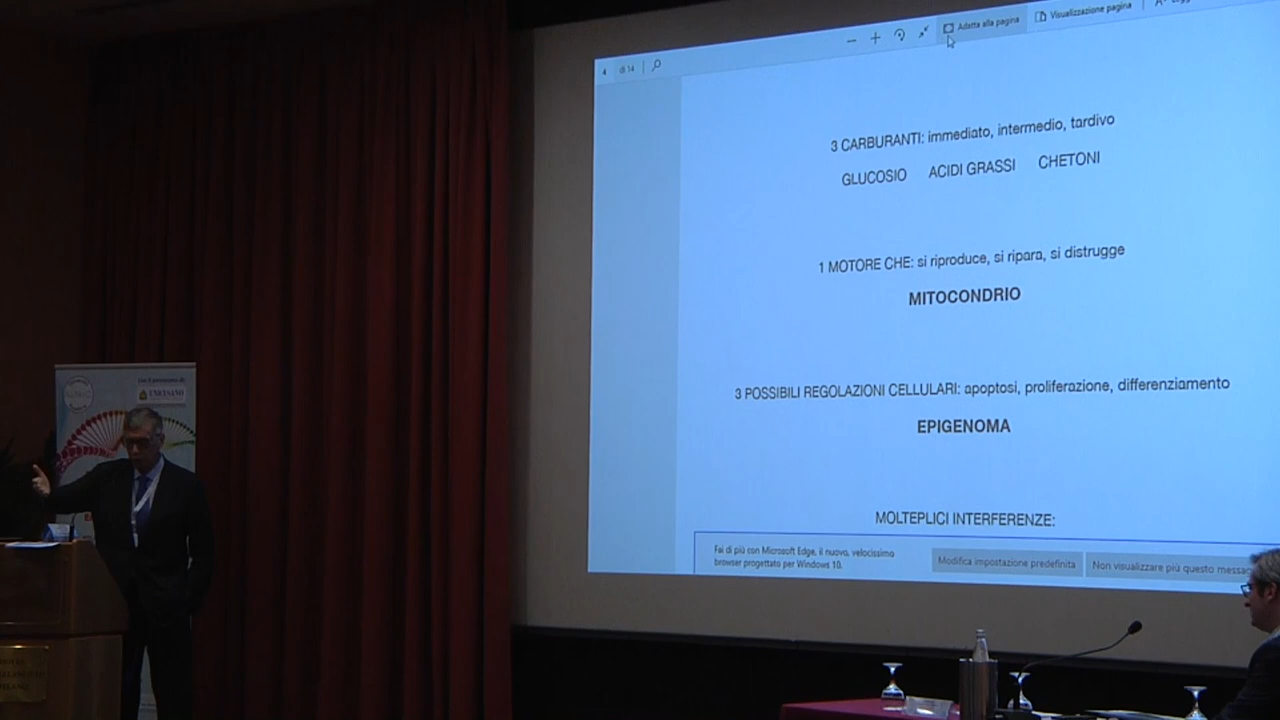 4 di 14
Adatta alla pagina
Visualizzazione pagina
3 CARBURANTI: immediato, intermedio, tardivo
GLUCOSIO ACIDI GRASSI CHETONI
1 MOTORE CHE: si riproduce, si ripara, si distrugge
MITOCONDRIO
3 POSSIBILI REGOLAZIONI CELLULARI: apoptosi, proliferazione, differenziamento
EPIGENOMA
MOLTEPLICI INTERFERENZE:
Fai di più con Microsoft Edge, il nuovo, velocissimo
browser progettato per Windows 10.
Modifica impostazione predefinita
Non visualizzare più questo messa
UNICUSANO